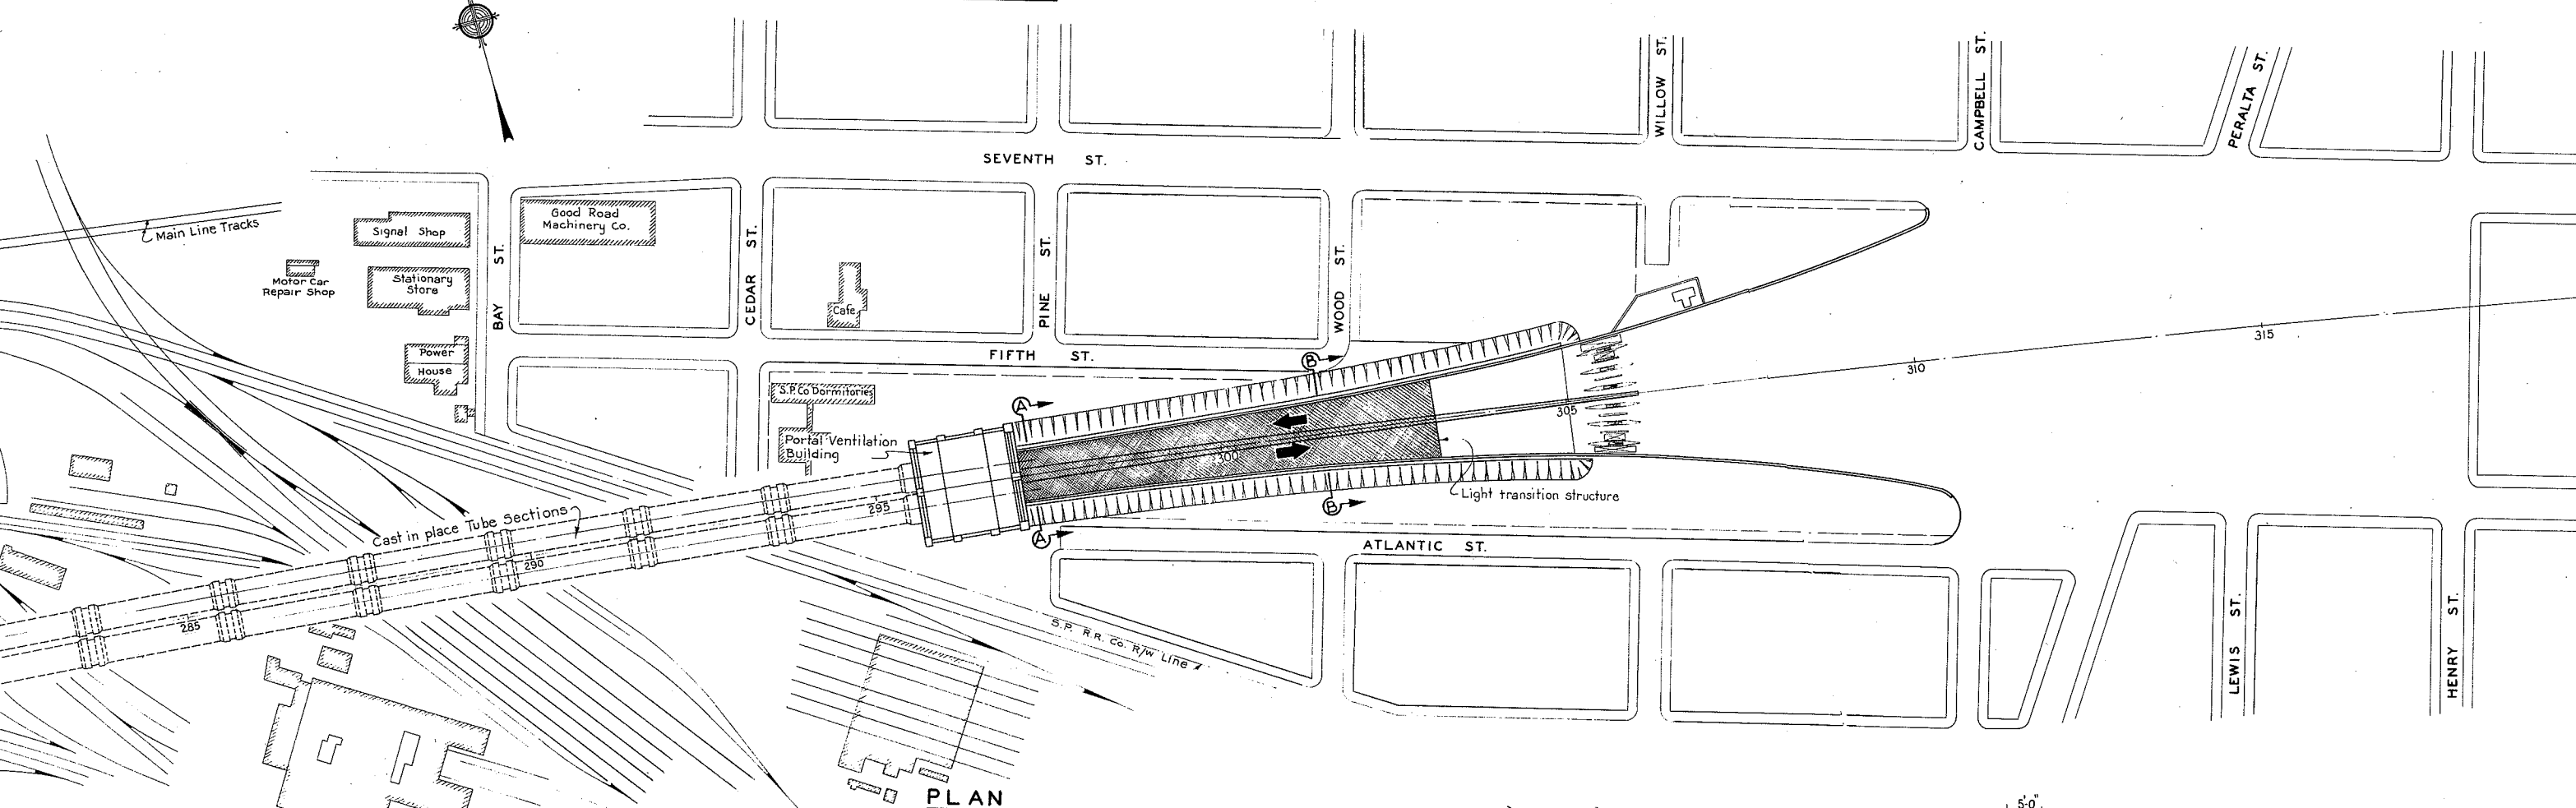 WILLOW ST.
CAMPBELL ST.
PERALTA ST.
SEVENTH ST.
Main Line Tracks
Signal Shop
Good Road
Machinery Co.
BAY ST.
CEDAR ST.
PINE ST.
WOOD ST.
Motor Car
Repair Shop
Stationary
Store
Cafe
Power
House
FIFTH ST.
B
315
310
305
S.P. Co Dormitories
A
Portal Ventilation
Building
300
Light transition structure
B
295
Cast in place Tube Sections
A
ATLANTIC ST.
290
285
S.P. R.R. Co. R/W Line
LEWIS ST.
HENRY ST.
PLAN
5'-0"